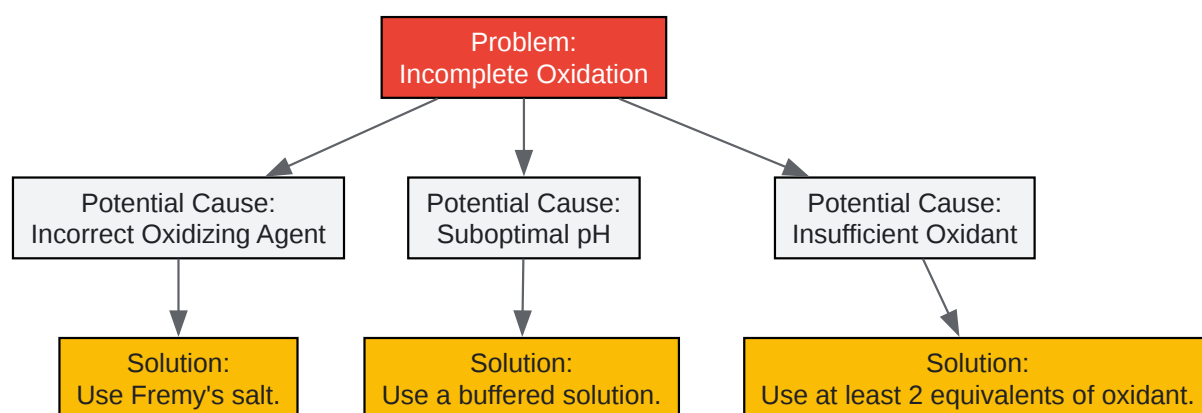 Problem:
Incomplete Oxidation
Potential Cause:
Incorrect Oxidizing Agent
Potential Cause:
Suboptimal pH
Potential Cause:
Insufficient Oxidant
Solution:
Use Fremy's salt.
Solution:
Use a buffered solution.
Solution:
Use at least 2 equivalents of oxidant.